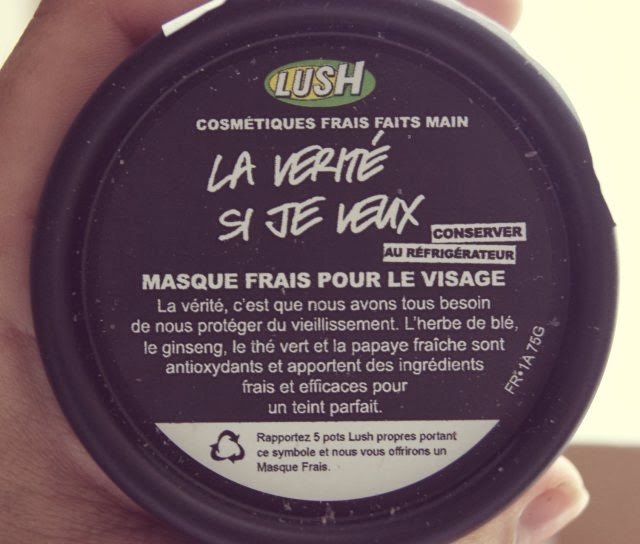 LUSH
COSMÉTIQUES FRAIS FAITS MAIN
LA VERITÉ
SI JE VEUX
CONSERVER
AU RÉFRIGÉRATEUR
MASQUE FRAIS POUR LE VISAGE
La vérité, c'est que nous avons tous besoin
de nous protéger du vieillissement. L'herbe de blé,
le ginseng, le thé vert et la papaye fraîche sont
antioxydants et apportent des ingrédients
frais et efficaces pour
un teint parfait.
FR•1A 75G
Rapportez 5 pots Lush propres portant
ce symbole et nous vous offrirons un
Masque Frais.